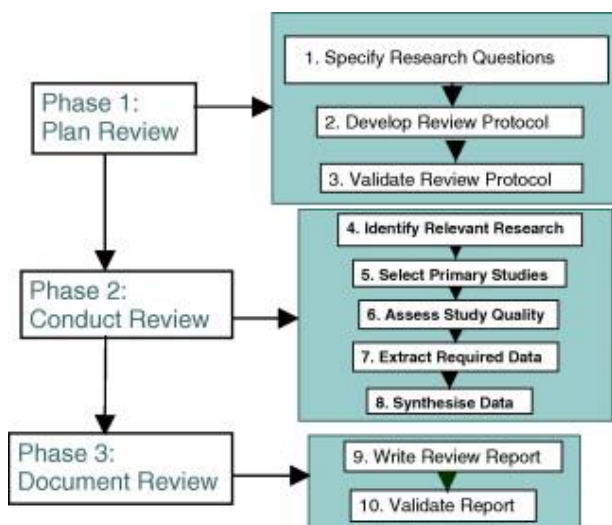 Phase 1:
Plan Review
1. Specify Research Questions
2. Develop Review Protocol
3. Validate Review Protocol
Phase 2:
Conduct Review
4. Identify Relevant Research
5. Select Primary Studies
6. Assess Study Quality
7. Extract Required Data
8. Synthesise Data
Phase 3:
Document Review
9. Write Review Report
10. Validate Report